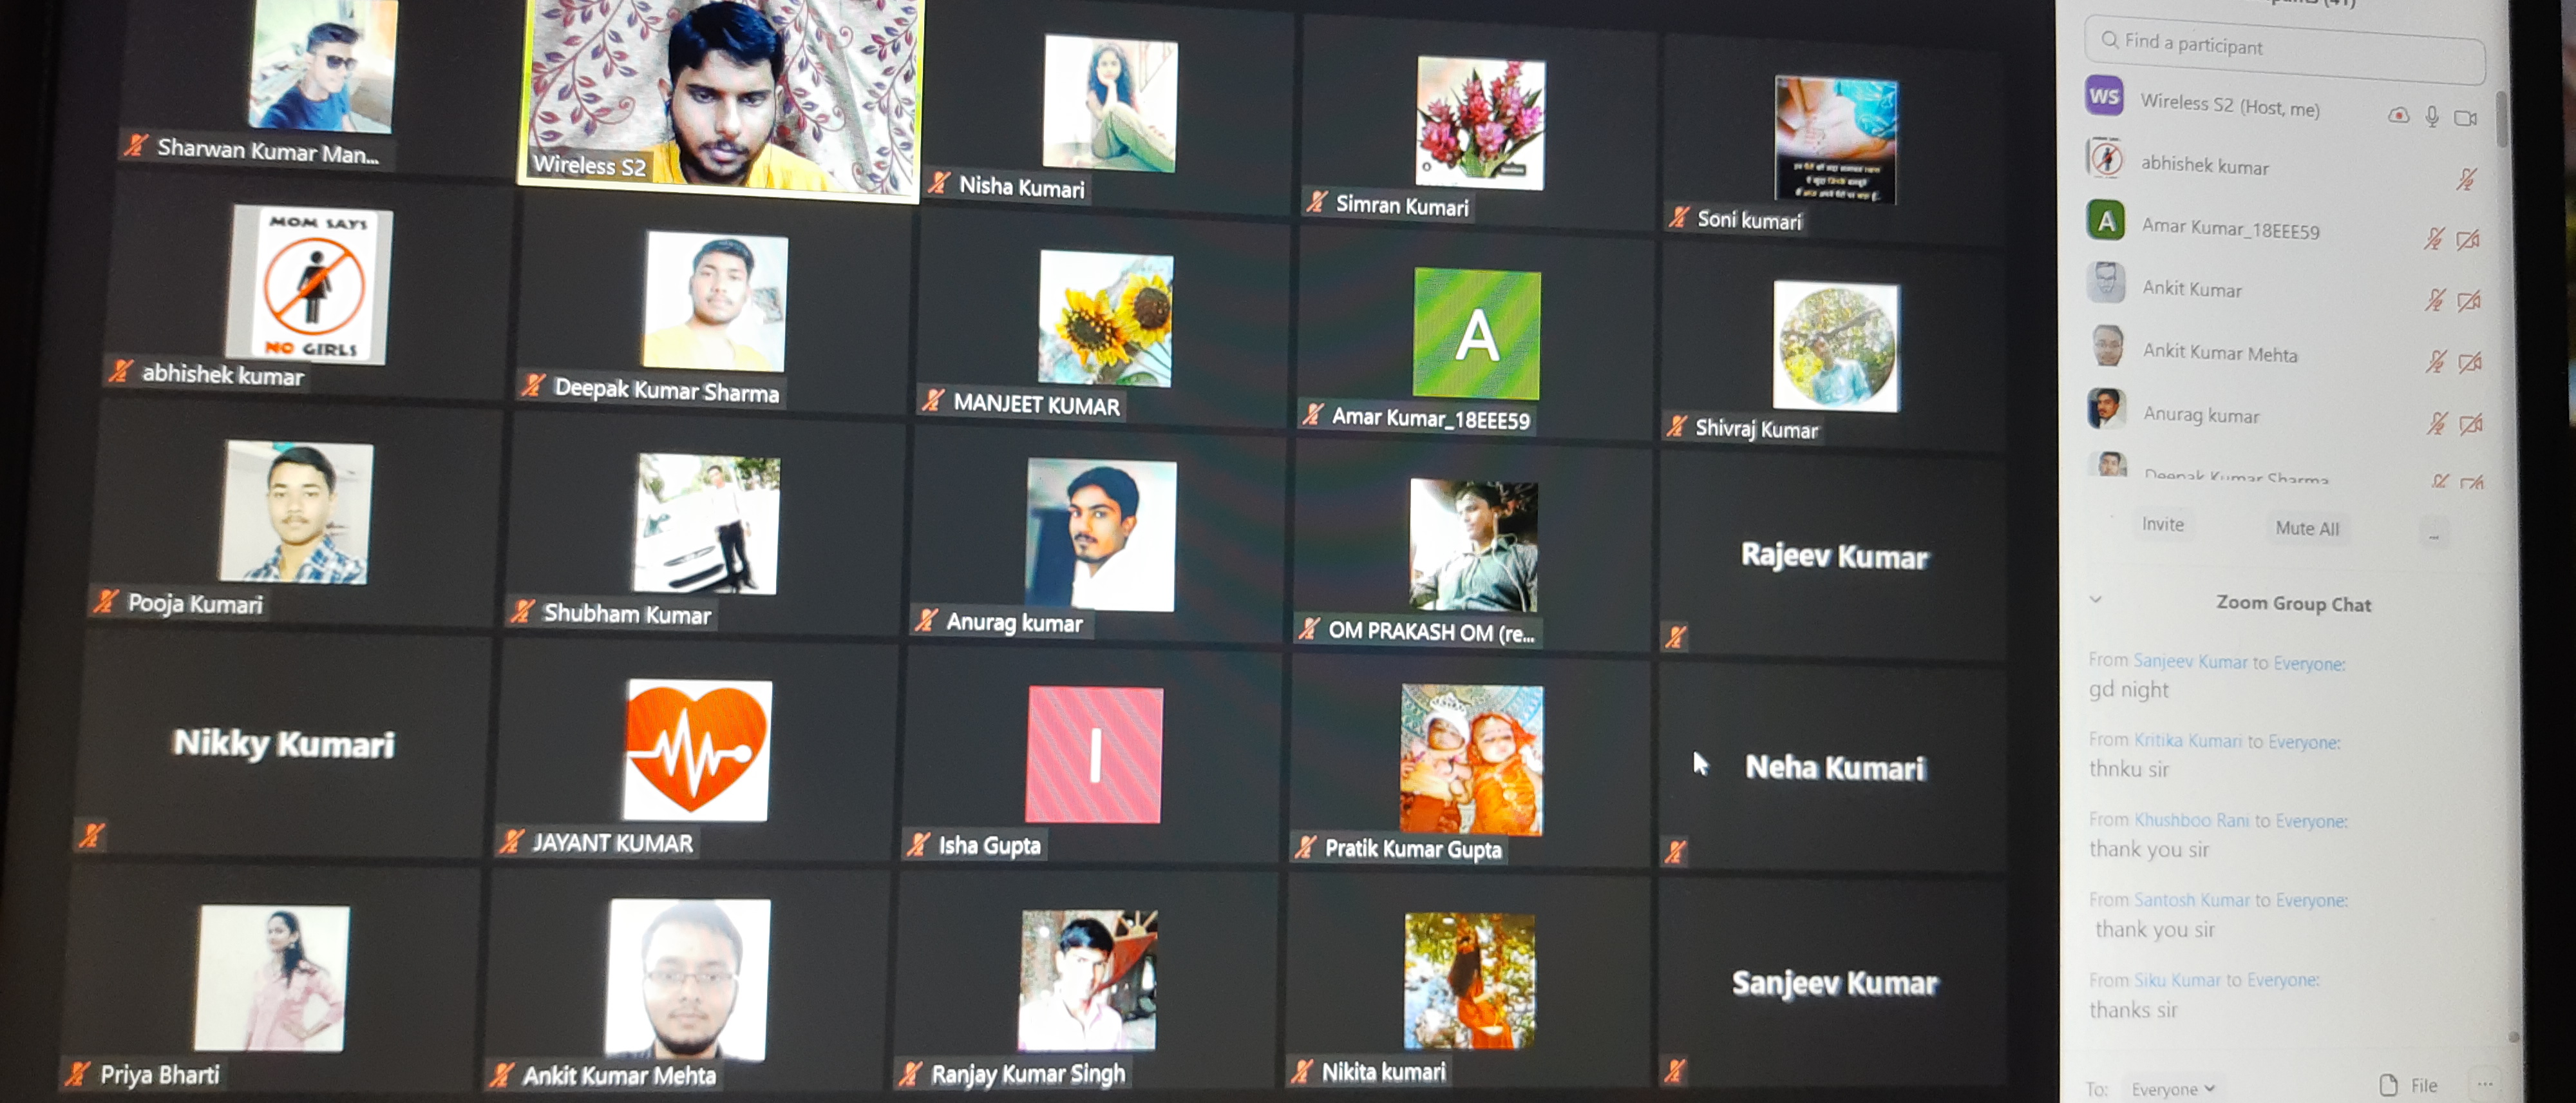 Sharwan Kumar Man...
Wireless S2
Nisha Kumari
Simran Kumari
Soni kumari
MOM SAYS
NO GIRLS
abhishek kumar
Deepak Kumar Sharma
MANJEET KUMAR
A
Amar Kumar_18EEE59
Shivraj Kumar
Pooja Kumari
Shubham Kumar
Anurag kumar
OM PRAKASH OM (re...
Rajeev Kumar
Nikky Kumari
JAYANT KUMAR
I
Isha Gupta
Pratik Kumar Gupta
Neha Kumari
Priya Bharti
Ankit Kumar Mehta
Ranjay Kumar Singh
Nikita kumari
Sanjeev Kumar
Find a participant
WS Wireless S2 (Host, me)
abhishek kumar
A Amar Kumar_18EEE59
Ankit Kumar
Ankit Kumar Mehta
Anurag kumar
Deepak Kumar Sharma
Invite Mute All ...
Zoom Group Chat
From Sanjeev Kumar to Everyone:
gd night
From Kritika Kumari to Everyone:
thnku sir
From Khushboo Rani to Everyone:
thank you sir
From Santosh Kumar to Everyone:
thank you sir
From Siku Kumar to Everyone:
thanks sir
To: Everyone File ...